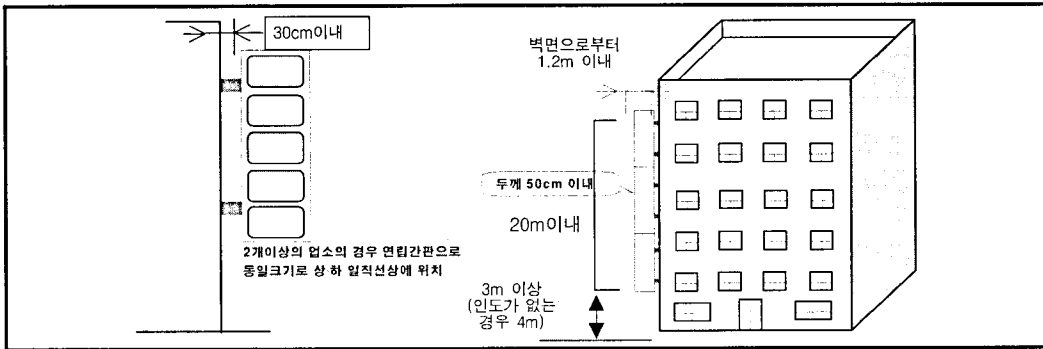 30cm이내
2개이상의 업소의 경우 연립간판으로
동일크기로 상 하 일직선상에 위치
벽면으로부터
1.2m 이내
두께 50cm 이내
20m이내
3m 이상
(인도가 없는
경우 4m)